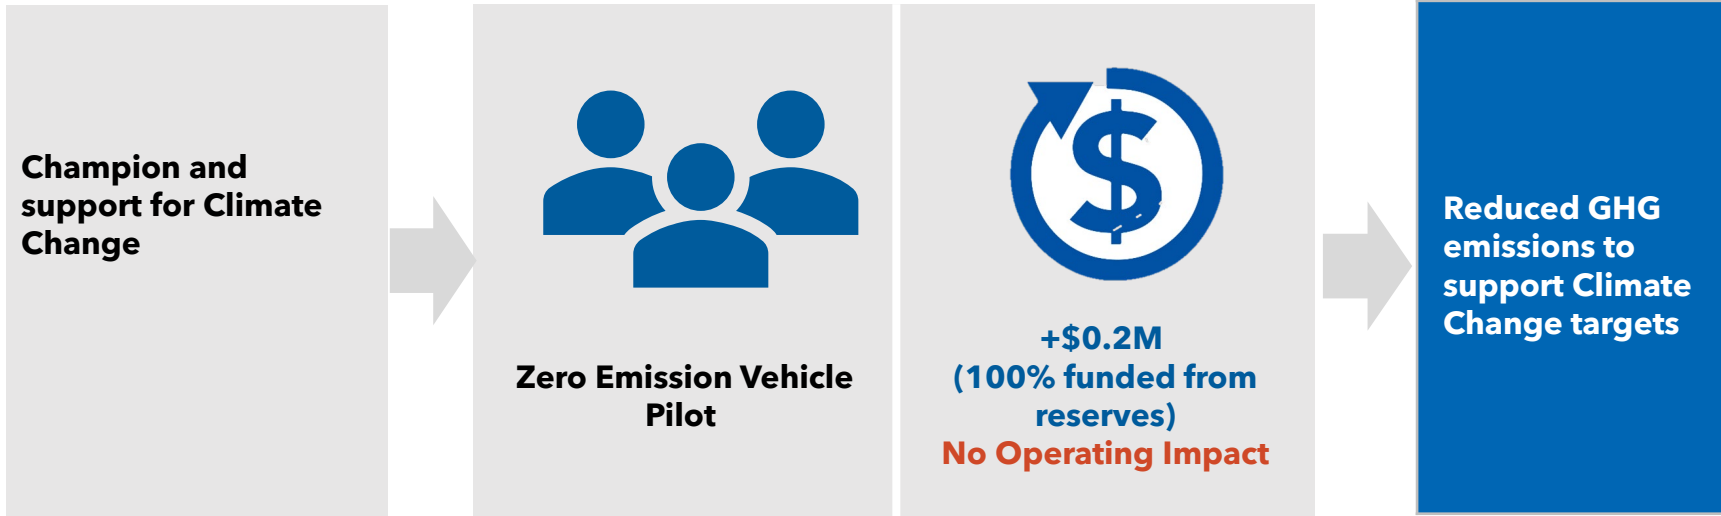 Champion and
support for Climate
Change
Zero Emission Vehicle
Pilot
$
+$0.2M
(100% funded from
reserves)
No Operating Impact
Reduced GHG
emissions to
support Climate
Change targets